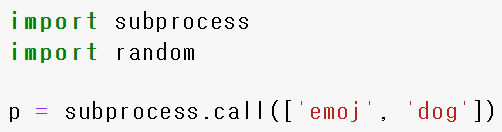 import subprocess
import random
p = subprocess.call(['emoj', 'dog'])